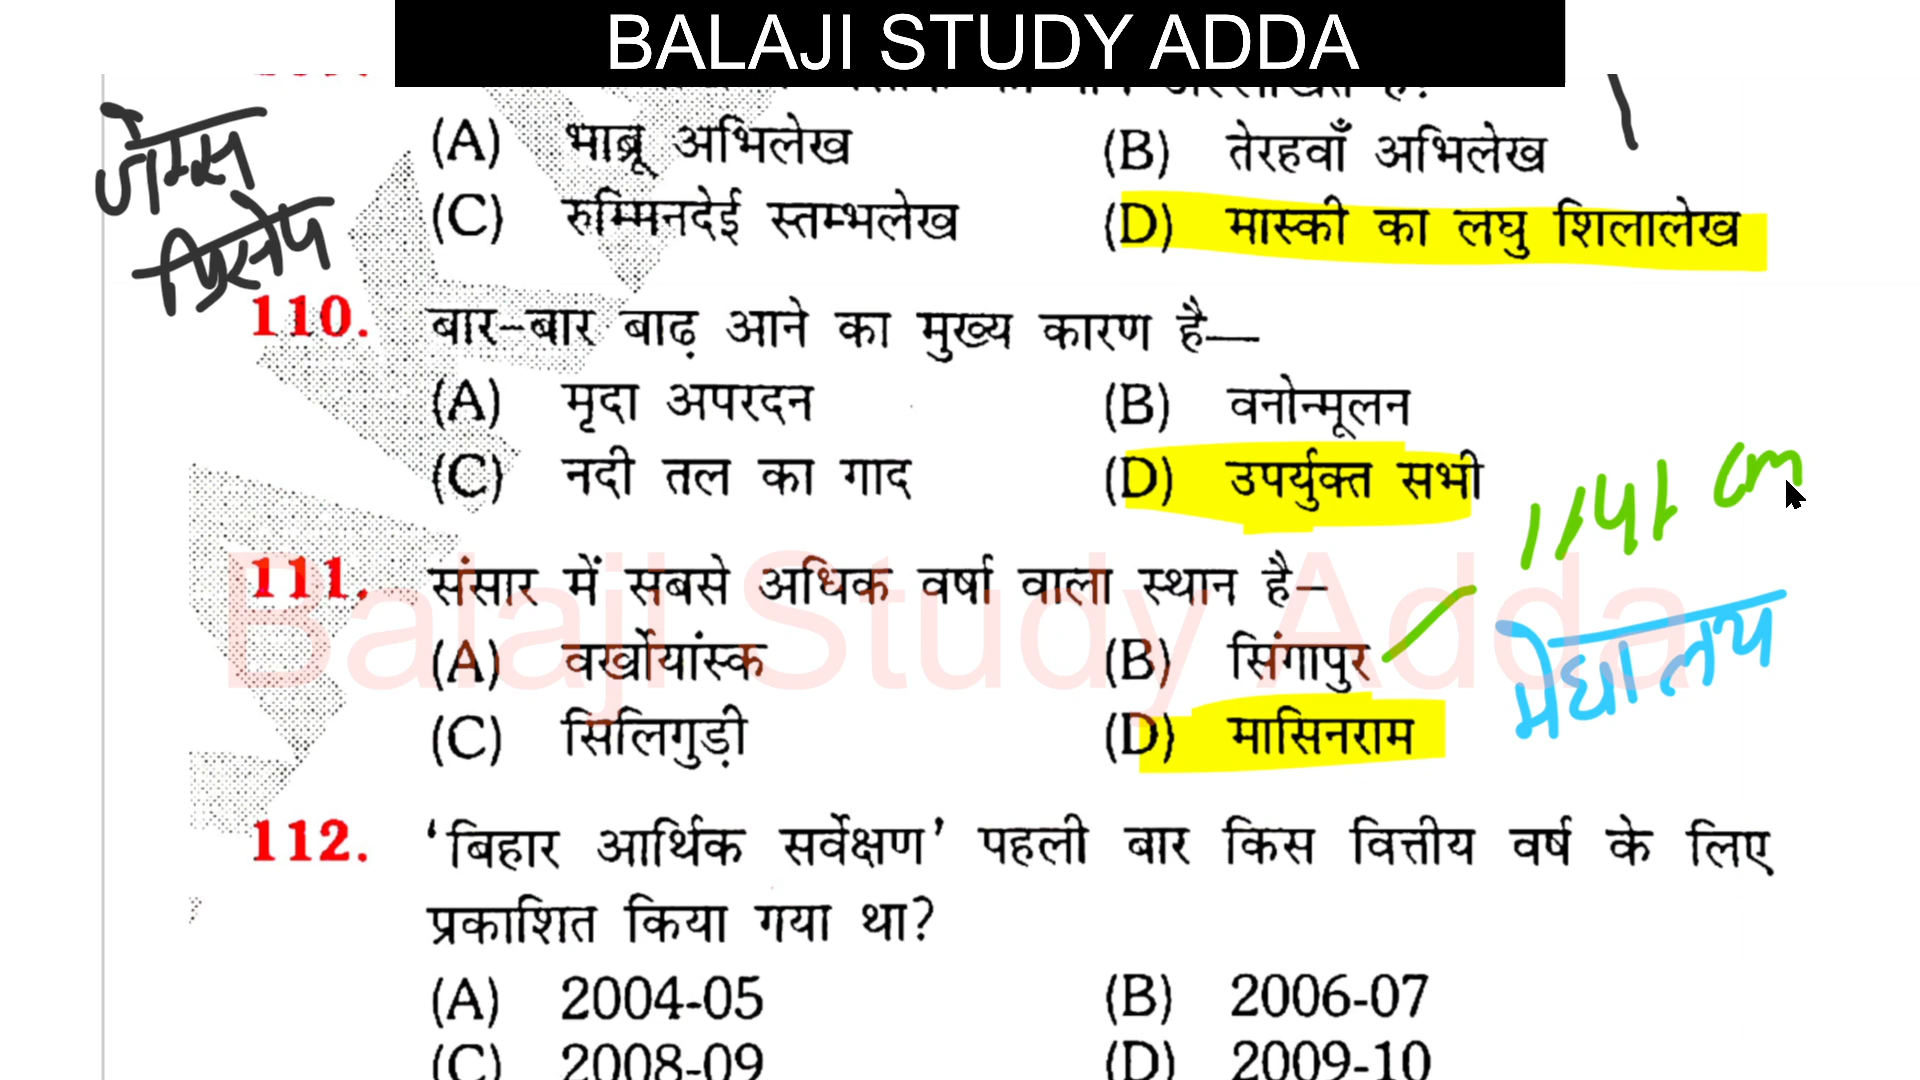 BALAJI STUDY ADDA
(A) भाब्रू अभिलेख (B) तेरहवाँ अभिलेख
जेम्स
(C) रुम्मिनदेई स्तम्भलेख (D) मास्की का लघु शिलालेख
प्रिंसेप
110. बार-बार बाढ़ आने का मुख्य कारण है—
(A) मृदा अपरदन (B) वनोन्मूलन
(C) नदी तल का गाद (D) उपर्युक्त सभी
cm
111. संसार में सबसे अधिक वर्षा वाला स्थान है–
Balaji Study Adda
(A) वर्खोयांस्क (B) सिंगापुर
मेघालय
(C) सिलिगुड़ी (D) मासिनराम
112. ‘बिहार आर्थिक सर्वेक्षण’ पहली बार किस वित्तीय वर्ष के लिए
प्रकाशित किया गया था?
(A) 2004-05 (B) 2006-07
(C) 2008-09 (D) 2009-10